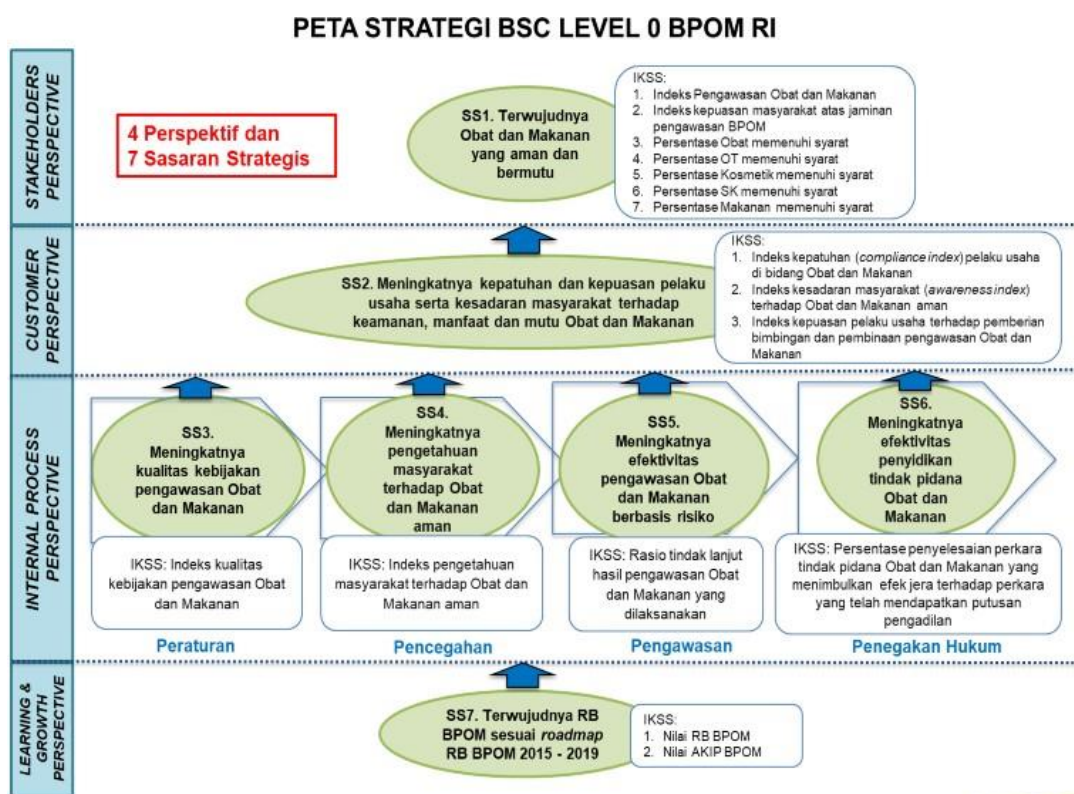 PETA STRATEGI BSC LEVEL 0 BPOM RI
STAKEHOLDERS
PERSPECTIVE
4 Perspektif dan
7 Sasaran Strategis
SS1. Terwujudnya
Obat dan Makanan
yang aman dan
bermutu
IKSS:
1. Indeks Pengawasan Obat dan Makanan
2. Indeks kepuasan masyarakat atas jaminan
pengawasan BPOM
3. Persentase Obat memenuhi syarat
4. Persentase OT memenuhi syarat
5. Persentase Kosmetik memenuhi syarat
6. Persentase SK memenuhi syarat
7. Persentase Makanan memenuhi syarat
CUSTOMER
PERSPECTIVE
SS2. Meningkatnya kepatuhan dan kepuasan pelaku
usaha serta kesadaran masyarakat terhadap
keamanan, manfaat dan mutu Obat dan Makanan
IKSS:
1. Indeks kepatuhan (compliance index) pelaku usaha
di bidang Obat dan Makanan
2. Indeks kesadaran masyarakat (awareness index)
terhadap Obat dan Makanan aman
3. Indeks kepuasan pelaku usaha terhadap pemberian
bimbingan dan pembinaan pengawasan Obat dan
Makanan
INTERNAL PROCESS
PERSPECTIVE
SS3.
Meningkatnya
kualitas kebijakan
pengawasan Obat
dan Makanan
IKSS: Indeks kualitas
kebijakan pengawasan Obat
dan Makanan
Peraturan
SS4.
Meningkatnya
pengetahuan
masyarakat
terhadap Obat
dan Makanan
aman
IKSS: Indeks pengetahuan
masyarakat terhadap Obat dan
Makanan aman
Pencegahan
SS5.
Meningkatnya
efektivitas
pengawasan Obat
dan Makanan
berbasis risiko
IKSS: Rasio tindak lanjut
hasil pengawasan Obat
dan Makanan yang
dilaksanakan
Pengawasan
SS6.
Meningkatnya
efektivitas
penyidikan
tindak pidana
Obat dan
Makanan
IKSS: Persentase penyelesaian perkara
tindak pidana Obat dan Makanan yang
menimbulkan efek jera terhadap perkara
yang telah mendapatkan putusan
pengadilan
Penegakan Hukum
LEARNING &
GROWTH
PERSPECTIVE
SS7. Terwujudnya RB
BPOM sesuai roadmap
RB BPOM 2015 - 2019
IKSS:
1. Nilai RB BPOM
2. Nilai AKIP BPOM